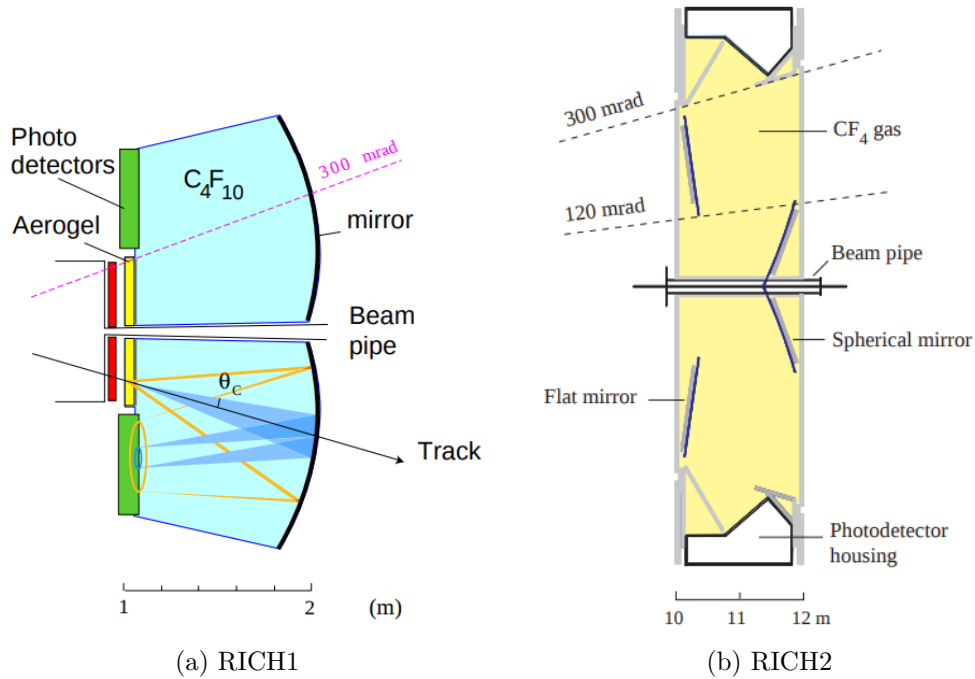 Photo
detectors
Aerogel
C₄F₁₀
300 mrad
mirror
Beam
pipe
θ_C
Track
1
2
(m)
(a) RICH1
300 mrad
CF₄ gas
120 mrad
Beam pipe
Spherical mirror
Flat mirror
Photodetector
housing
10
11
12 m
(b) RICH2